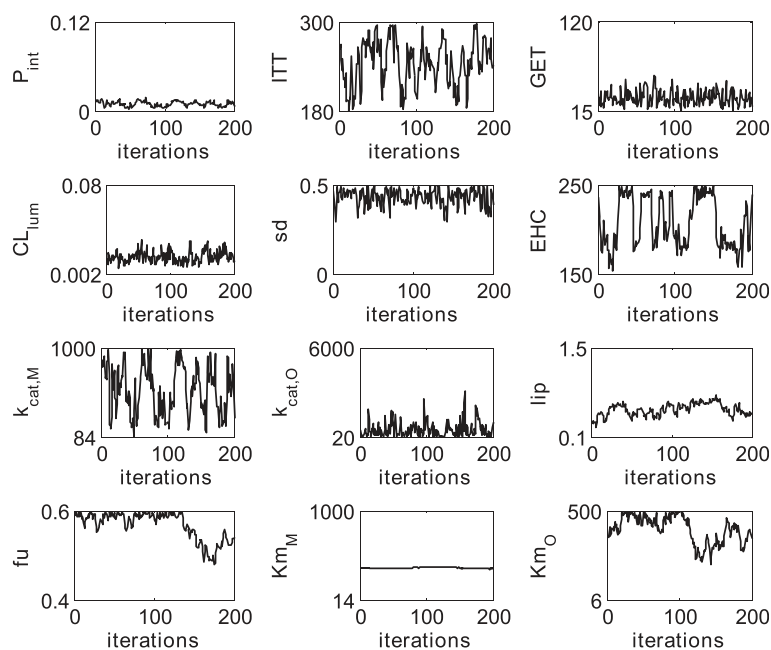 0.12
P_int
0
0 100 200
iterations
300
ITT
180
0 100 200
iterations
120
GET
15
0 100 200
iterations
0.08
CL_lum
0.002
0 100 200
iterations
0.5
sd
0
0 100 200
iterations
250
EHC
150
0 100 200
iterations
1000
k_cat,M
84
0 100 200
iterations
6000
k_cat,O
20
0 100 200
iterations
1.5
lip
0.1
0 100 200
iterations
0.6
fu
0.4
0 100 200
iterations
1000
Km_M
14
0 100 200
iterations
500
Km_O
6
0 100 200
iterations